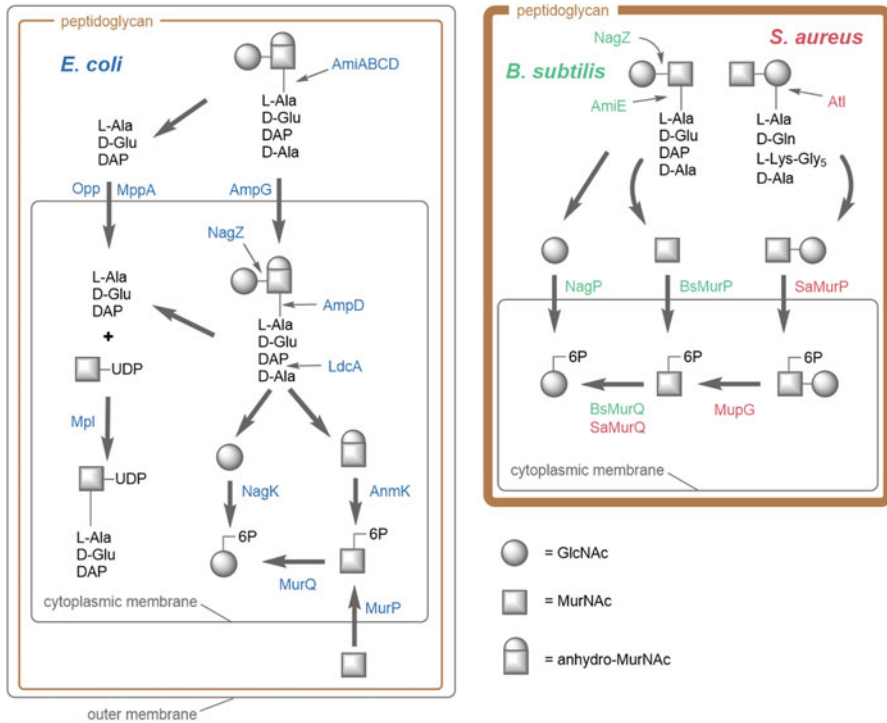 peptidoglycan
E. coli
AmiABCD
L-Ala
D-Glu
DAP
D-Ala
L-Ala
D-Glu
DAP
Opp
MppA
AmpG
NagZ
L-Ala
D-Glu
DAP
+
UDP
AmpD
L-Ala
D-Glu
DAP
D-Ala
LdcA
Mpl
UDP
L-Ala
D-Glu
DAP
NagK
AnmK
6P
6P
MurQ
MurP
cytoplasmic membrane
outer membrane
peptidoglycan
NagZ
S. aureus
B. subtilis
AmiE
Atl
L-Ala
D-Glu
DAP
D-Ala
L-Ala
D-Gln
L-Lys-Gly5
D-Ala
NagP
BsMurP
SaMurP
6P
6P
6P
BsMurQ
SaMurQ
MupG
cytoplasmic membrane
= GlcNAc
= MurNAc
= anhydro-MurNAc